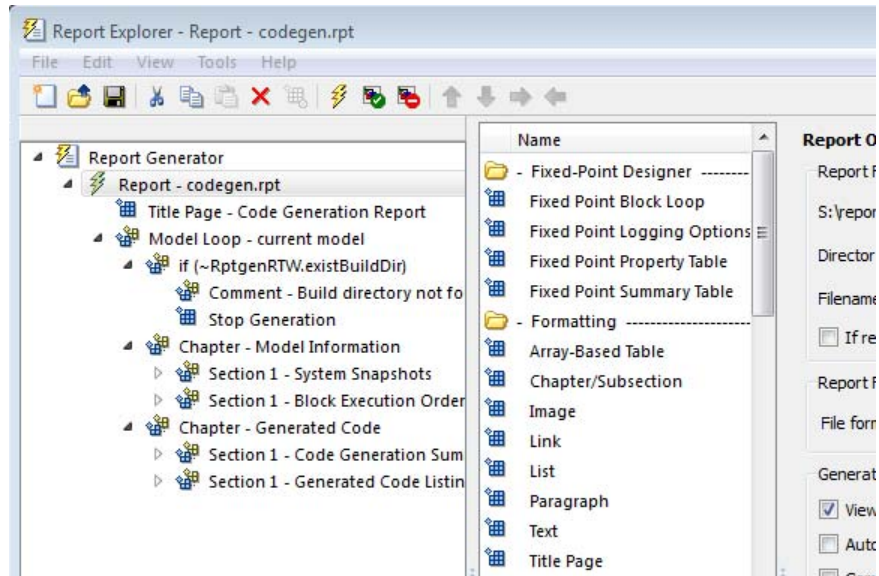 Report Explorer - Report - codegen.rpt
File Edit View Tools Help
Report Generator
Report - codegen.rpt
Title Page - Code Generation Report
Model Loop - current model
if (~RptgenRTW.existBuildDir)
Comment - Build directory not fo
Stop Generation
Chapter - Model Information
Section 1 - System Snapshots
Section 1 - Block Execution Order
Chapter - Generated Code
Section 1 - Code Generation Sum
Section 1 - Generated Code Listin
Name
- Fixed-Point Designer --------
Fixed Point Block Loop
Fixed Point Logging Options
Fixed Point Property Table
Fixed Point Summary Table
- Formatting --------------------
Array-Based Table
Chapter/Subsection
Image
Link
List
Paragraph
Text
Title Page
Report O
Report F
S:\repor
Director
Filename
If re
Report F
File form
Generat
View
Auto